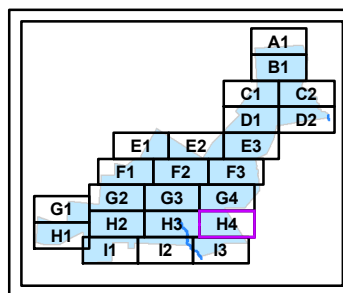 A1
B1
C1 C2
D1 D2
E1 E2 E3
F1 F2 F3
G1 G2 G3 G4
H1 H2 H3 H4
I1 I2 I3